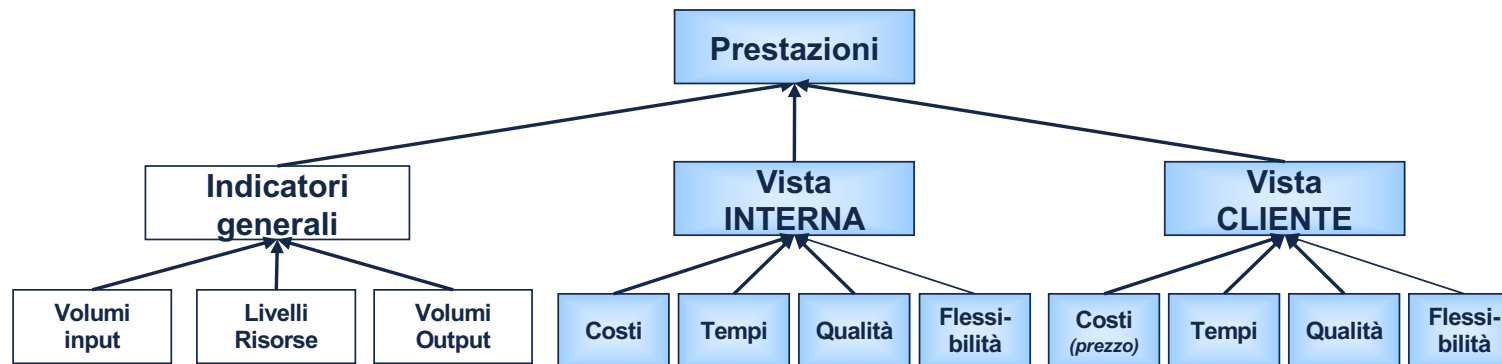 Prestazioni
Indicatori
generali
Vista
INTERNA
Vista
CLIENTE
Volumi
input
Livelli
Risorse
Volumi
Output
Costi
Tempi
Qualità
Flessi-
bilità
Costi
(prezzo)
Tempi
Qualità
Flessi-
bilità